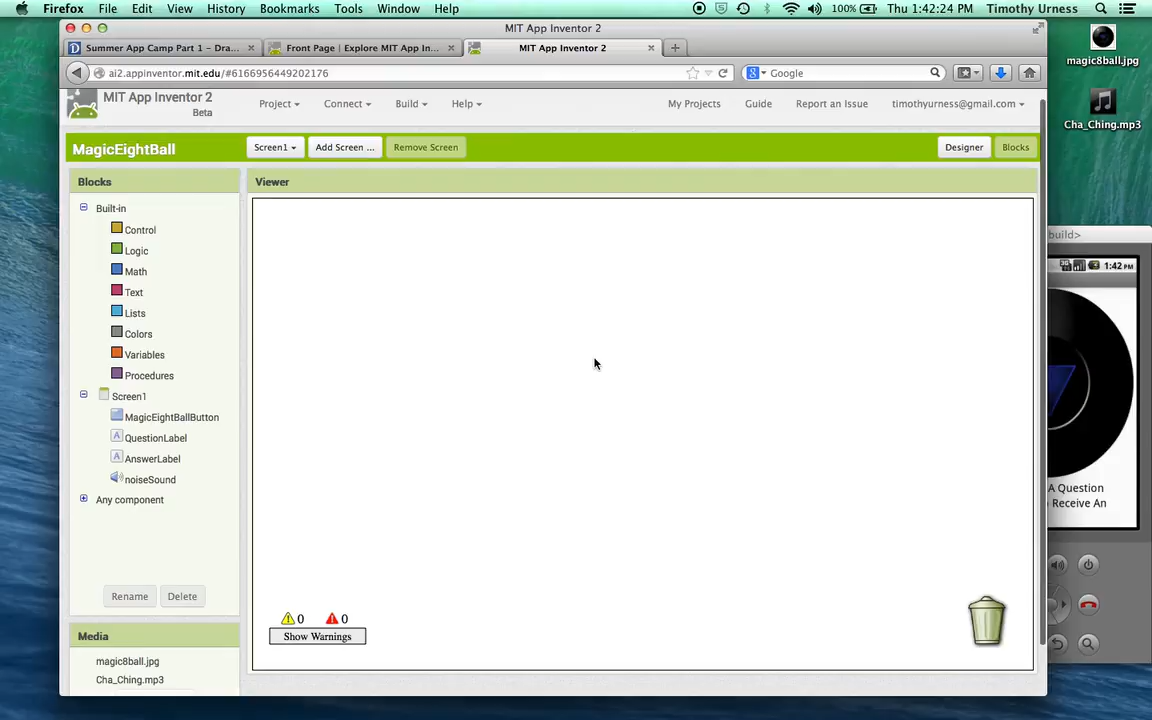 Firefox File Edit View History Bookmarks Tools Window Help 100% Thu 1:42:24 PM Timothy Urness
MIT App Inventor 2
Summer App Camp Part 1 – Dra... Front Page | Explore MIT App In... MIT App Inventor 2
ai2.appinventor.mit.edu/#6166956449202176 Google
magic8ball.jpg
Cha_Ching.mp3
MIT App Inventor 2
Beta
Project Connect Build Help My Projects Guide Report an Issue timothyurness@gmail.com
MagicEightBall Screen1 Add Screen ... Remove Screen Designer Blocks
Blocks
Viewer
Built-in
Control
Logic
Math
Text
Lists
Colors
Variables
Procedures
Screen1
MagicEightBallButton
QuestionLabel
AnswerLabel
noiseSound
Any component
Rename Delete
0 0
Show Warnings
Media
magic8ball.jpg
Cha_Ching.mp3
build>
3G 1:42 PM
A Question
Receive An